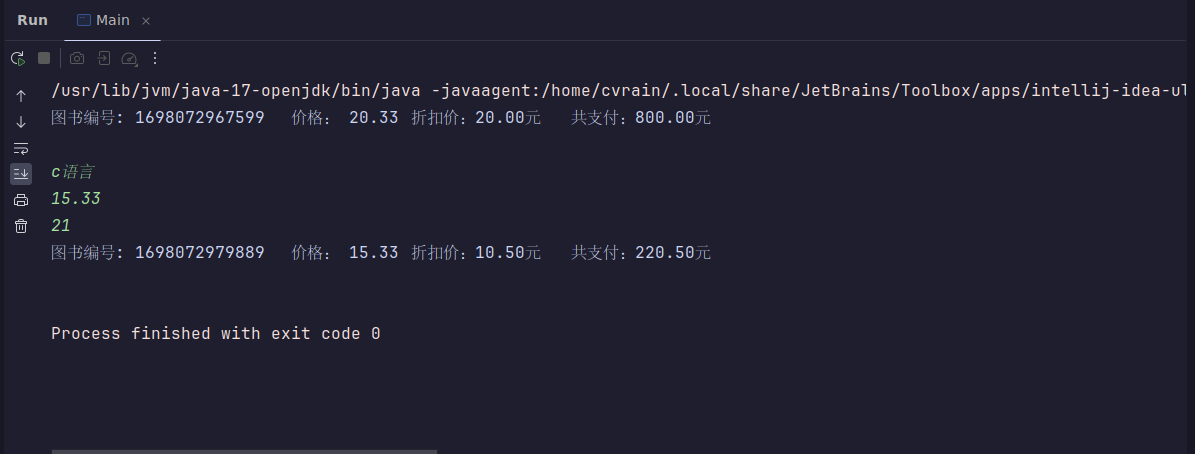 Run Main ×
/usr/lib/jvm/java-17-openjdk/bin/java -javaagent:/home/cvrain/.local/share/JetBrains/Toolbox/apps/intellij-idea-ul
图书编号: 1698072967599 价格: 20.33 折扣价:20.00元 共支付:800.00元
c语言
15.33
21
图书编号: 1698072979889 价格: 15.33 折扣价:10.50元 共支付:220.50元
Process finished with exit code 0